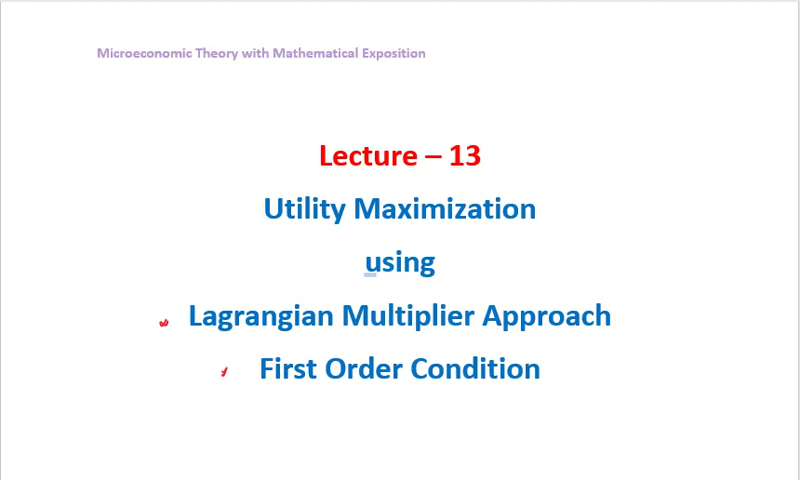 Microeconomic Theory with Mathematical Exposition
Lecture – 13
Utility Maximization
using
Lagrangian Multiplier Approach
First Order Condition